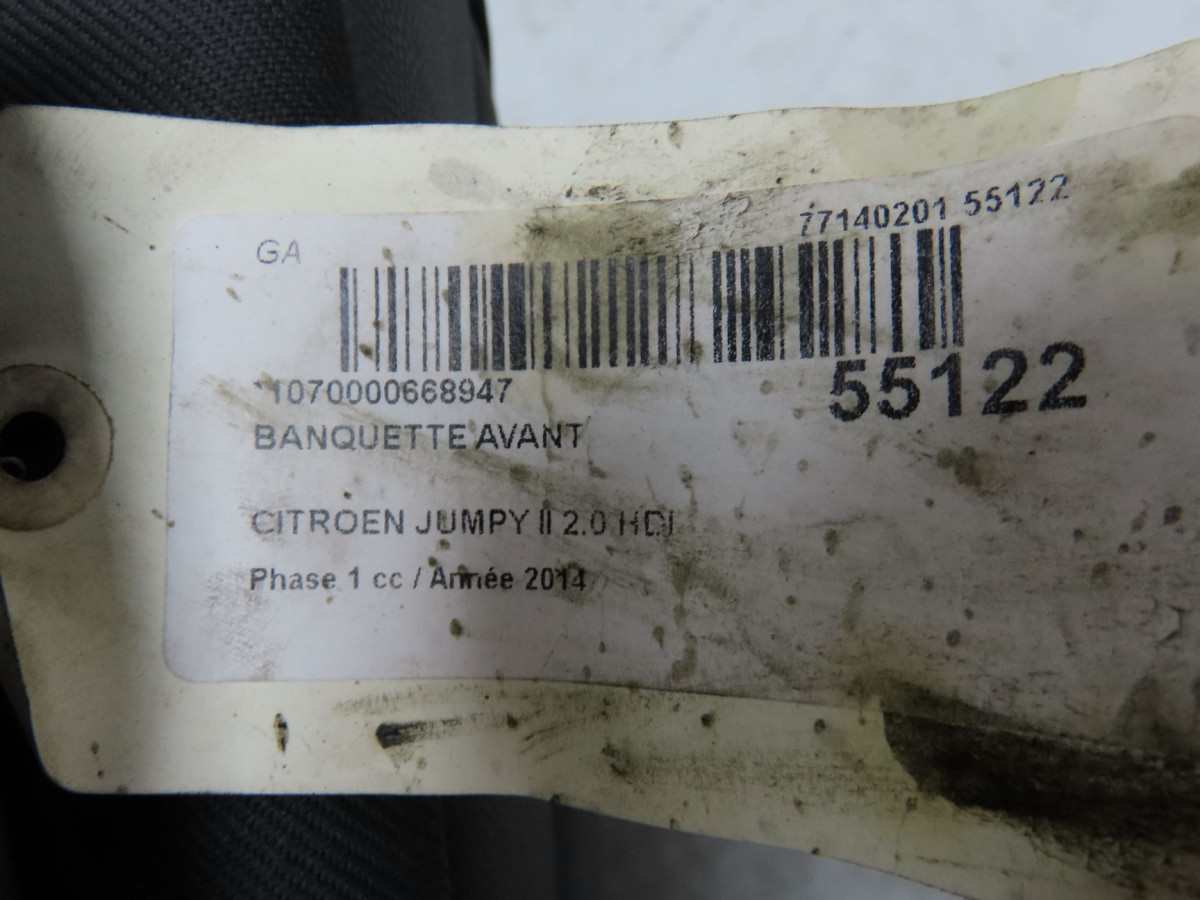 GA
77140201 55122
*1070000668947
55122
BANQUETTE AVANT
CITROEN JUMPY II 2.0 HDI
Phase 1 cc / Année 2014